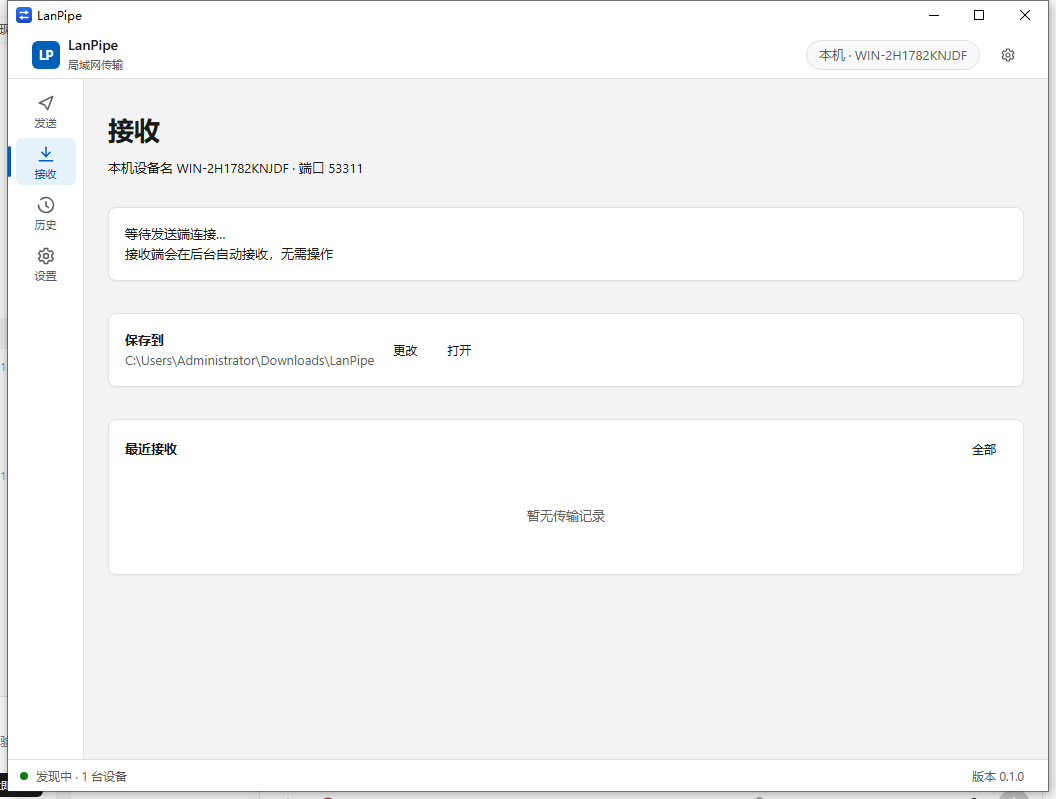 LanPipe
LP
LanPipe
局域网传输
本机 · WIN-2H1782KNJDF
发送
接收
历史
设置
接收
本机设备名 WIN-2H1782KNJDF · 端口 53311
等待发送端连接...
接收端会在后台自动接收，无需操作
保存到
C:\Users\Administrator\Downloads\LanPipe
更改
打开
最近接收
全部
暂无传输记录
发现中 · 1 台设备
版本 0.1.0